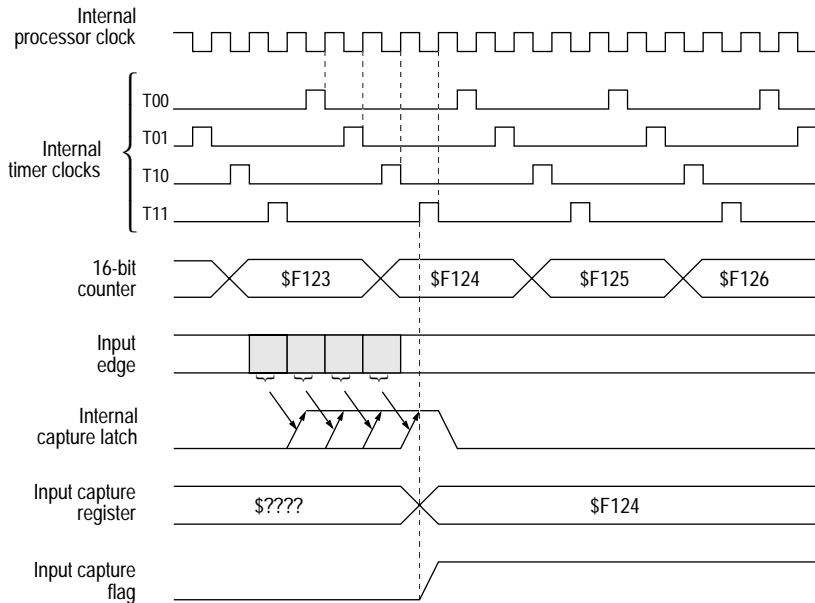 Internal
processor clock
T00
T01
Internal
timer clocks
T10
T11
16-bit
counter
$F123
$F124
$F125
$F126
Input
edge
Internal
capture latch
Input capture
register
$????
$F124
Input capture
flag